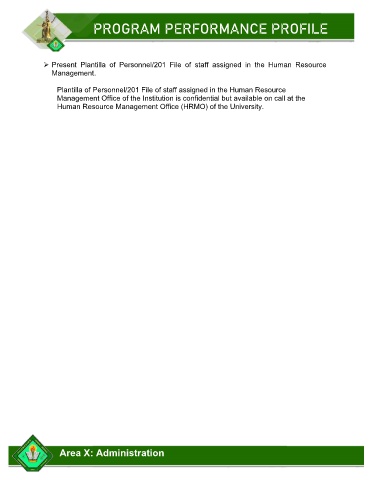 PROGRAM PERFORMANCE PROFILE
➢ Present Plantilla of Personnel/201 File of staff assigned in the Human Resource
Management.
Plantilla of Personnel/201 File of staff assigned in the Human Resource
Management Office of the Institution is confidential but available on call at the
Human Resource Management Office (HRMO) of the University.
Area X: Administration